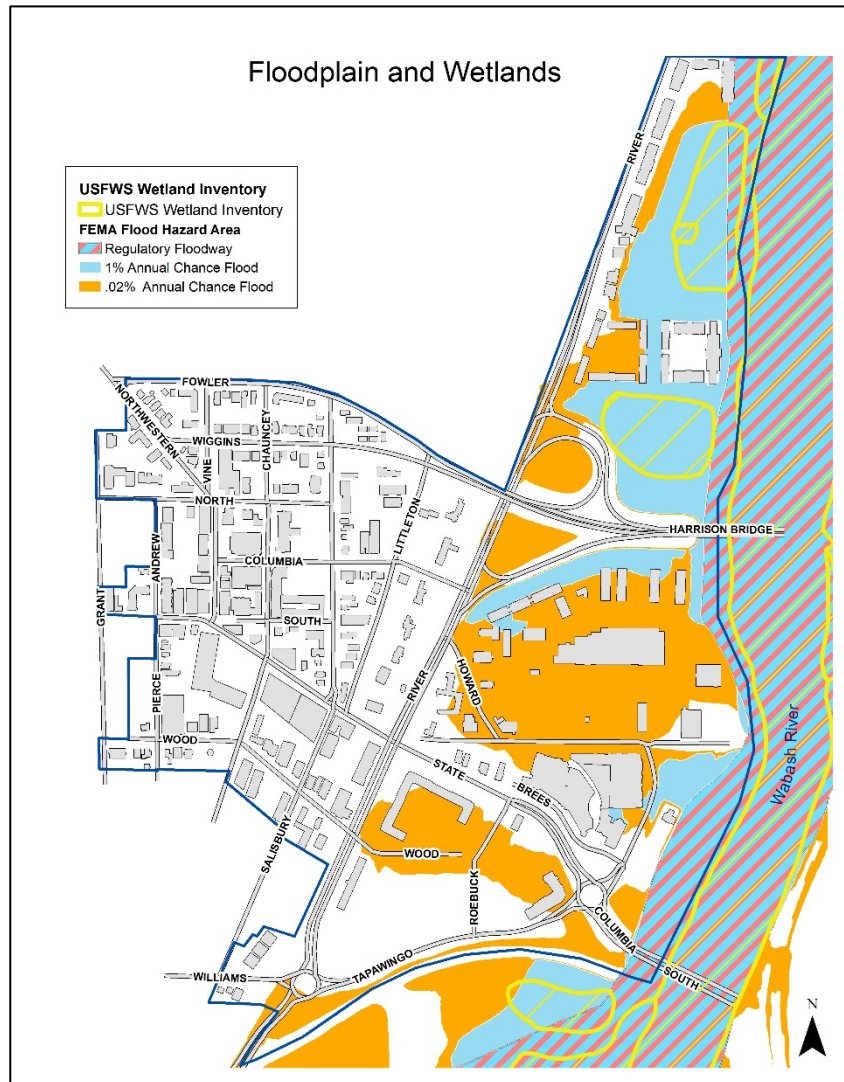 Floodplain and Wetlands
USFWS Wetland Inventory
USFWS Wetland Inventory
FEMA Flood Hazard Area
Regulatory Floodway
1% Annual Chance Flood
.02% Annual Chance Flood
RIVER
FOWLER
NORTHWESTERN
VINE
CHAUNCEY
WIGGINS
NORTH
LITTLETON
HARRISON BRIDGE
ANDREW
COLUMBIA
GRANT
SOUTH
RIVER
HOWARD
PIERCE
WOOD
STATE
BREES
Wabash River
SALISBURY
WOOD
ROEBUCK
COLUMBIA
SOUTH
TAPAWINGO
WILLIAMS
N